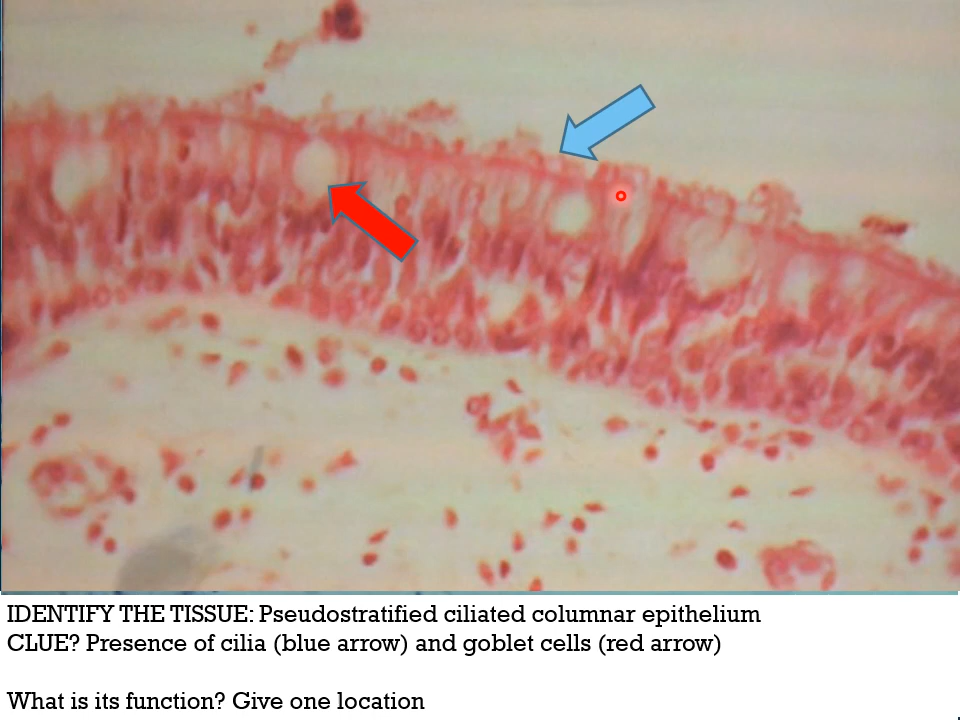 IDENTIFY THE TISSUE: Pseudostratified ciliated columnar epithelium
CLUE? Presence of cilia (blue arrow) and goblet cells (red arrow)
What is its function? Give one location